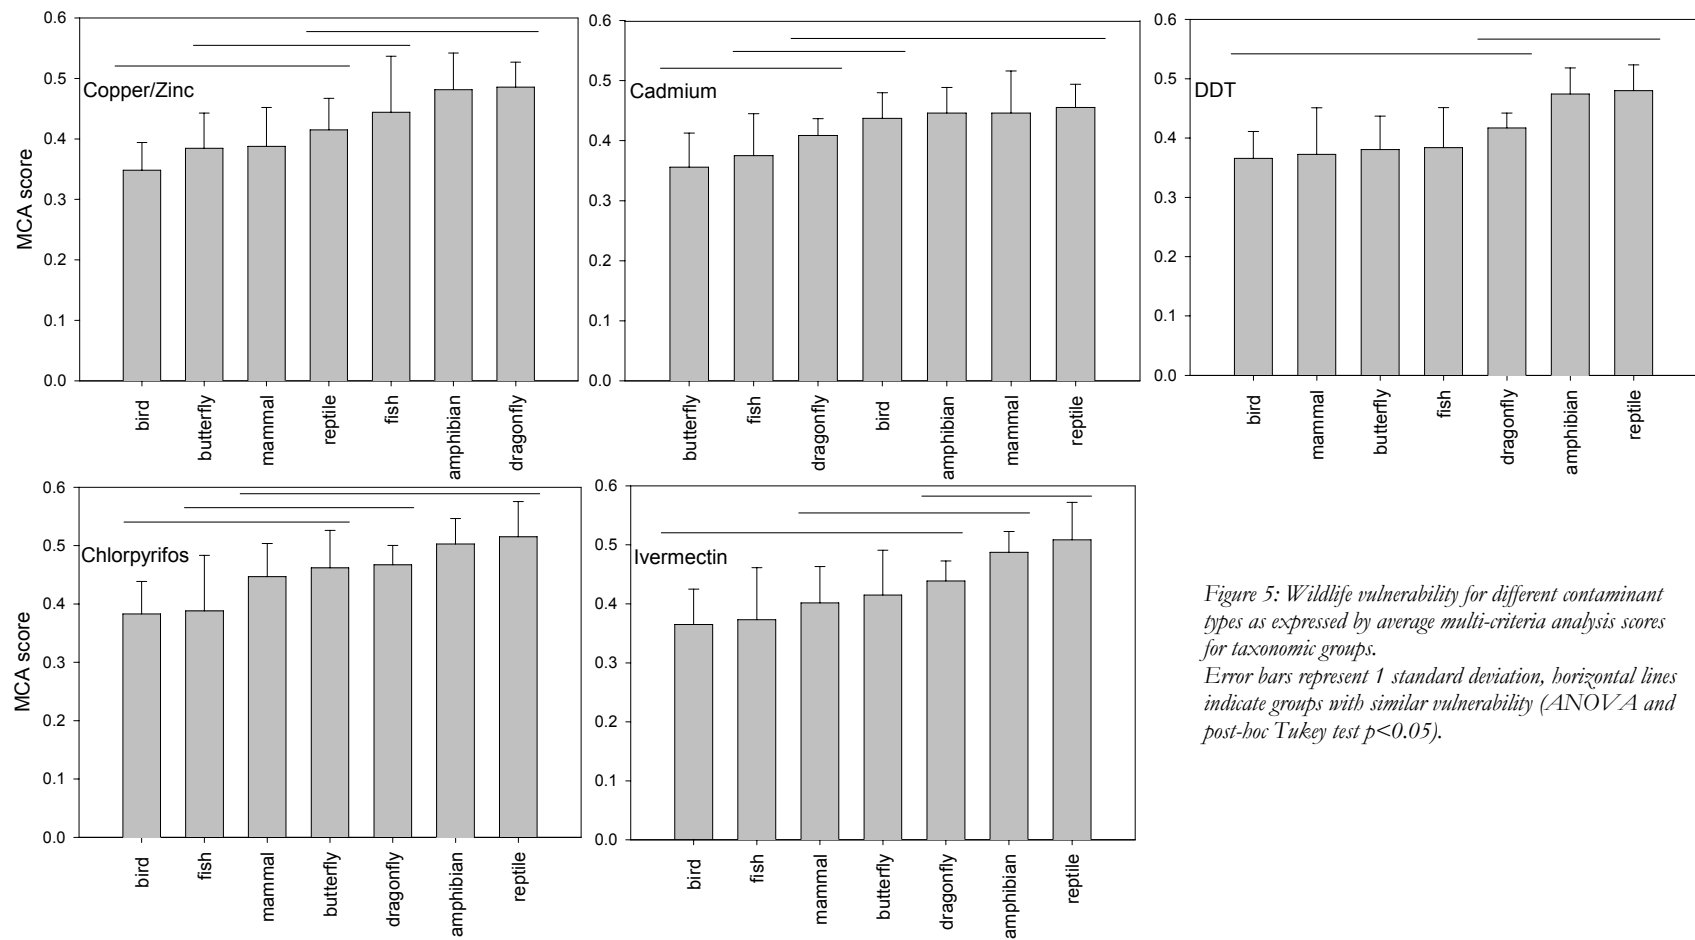 0.6
0.5
0.4
0.3
0.2
0.1
0.0
MCA score
Copper/Zinc
bird
butterfly
mammal
reptile
fish
amphibian
dragonfly
0.6
0.5
0.4
0.3
0.2
0.1
0.0
Cadmium
butterfly
fish
dragonfly
bird
amphibian
mammal
reptile
0.6
0.5
0.4
0.3
0.2
0.1
0.0
DDT
bird
mammal
butterfly
fish
dragonfly
amphibian
reptile
0.6
0.5
0.4
0.3
0.2
0.1
0.0
MCA score
Chlorpyrifos
bird
fish
mammal
butterfly
dragonfly
amphibian
reptile
0.6
0.5
0.4
0.3
0.2
0.1
0.0
Ivermectin
bird
fish
mammal
butterfly
dragonfly
amphibian
reptile
Figure 5: Wildlife vulnerability for different contaminant
types as expressed by average multi-criteria analysis scores
for taxonomic groups.
Error bars represent 1 standard deviation, horizontal lines
indicate groups with similar vulnerability (ANOVA and
post-hoc Tukey test p<0.05).